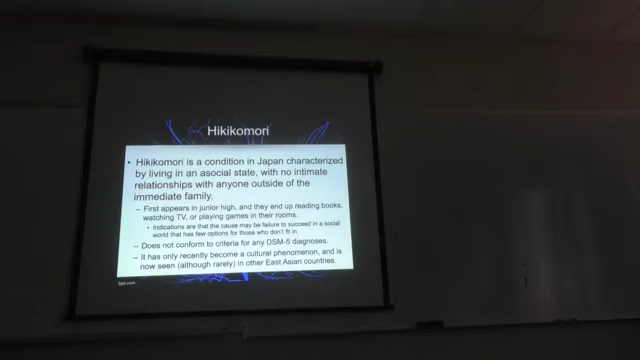 Hikikomori
• Hikikomori is a condition in Japan characterized
by living in an asocial state, with no intimate
relationships with anyone outside of the
immediate family.
– First appears in junior high, and they end up reading books,
watching TV, or playing games in their rooms.
• Indications are that the cause may be failure to succeed in a social
world that has few options for those who don't fit in.
– Does not conform to criteria for any DSM-5 diagnoses.
– It has only recently become a cultural phenomenon, and is
now seen (although rarely) in other East Asian countries.
fppt.com